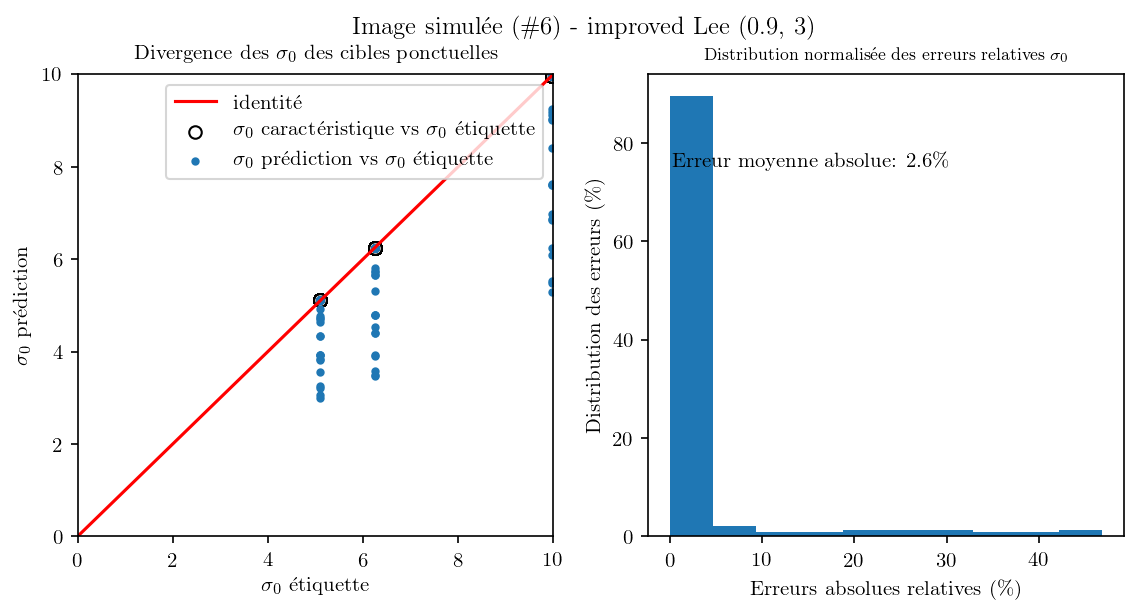 Image simulée (#6) - improved Lee (0.9, 3)
Divergence des σ0 des cibles ponctuelles
identité
σ0 caractéristique vs σ0 étiquette
σ0 prédiction vs σ0 étiquette
σ0 prédiction
10
8
6
4
2
0
0 2 4 6 8 10
σ0 étiquette
Distribution normalisée des erreurs relatives σ0
Erreur moyenne absolue: 2.6%
Distribution des erreurs (%)
80
60
40
20
0
0 10 20 30 40
Erreurs absolues relatives (%)